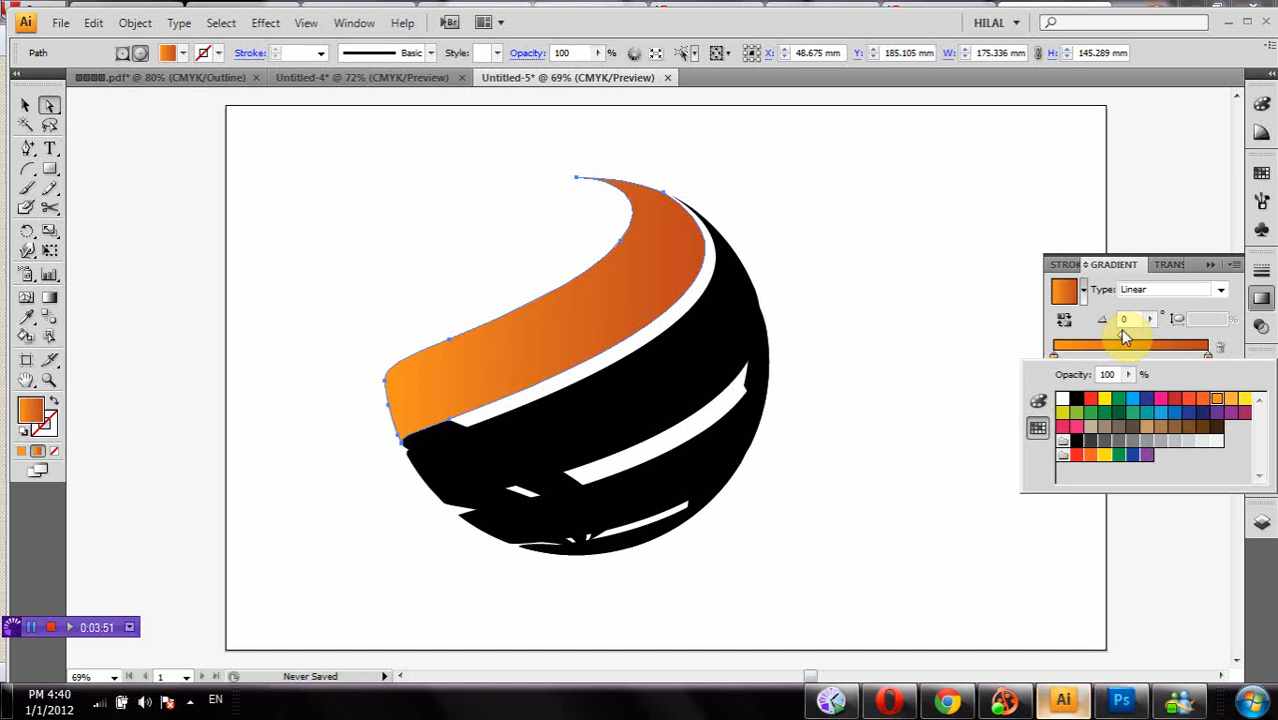 Ai File Edit Object Type Select Effect View Window Help Br HILAL
Path Stroke: Basic Style: Opacity: 100 % X: 48.675 mm Y: 185.105 mm W: 175.336 mm H: 145.289 mm
.pdf* @ 80% (CMYK/Outline) Untitled-4* @ 72% (CMYK/Preview) Untitled-5* @ 69% (CMYK/Preview)
STROK GRADIENT TRANS
Type: Linear
0 ° %
Opacity: 100 %
0:03:51
69% 1 Never Saved
PM 4:40 EN Ai Ps
1/1/2012